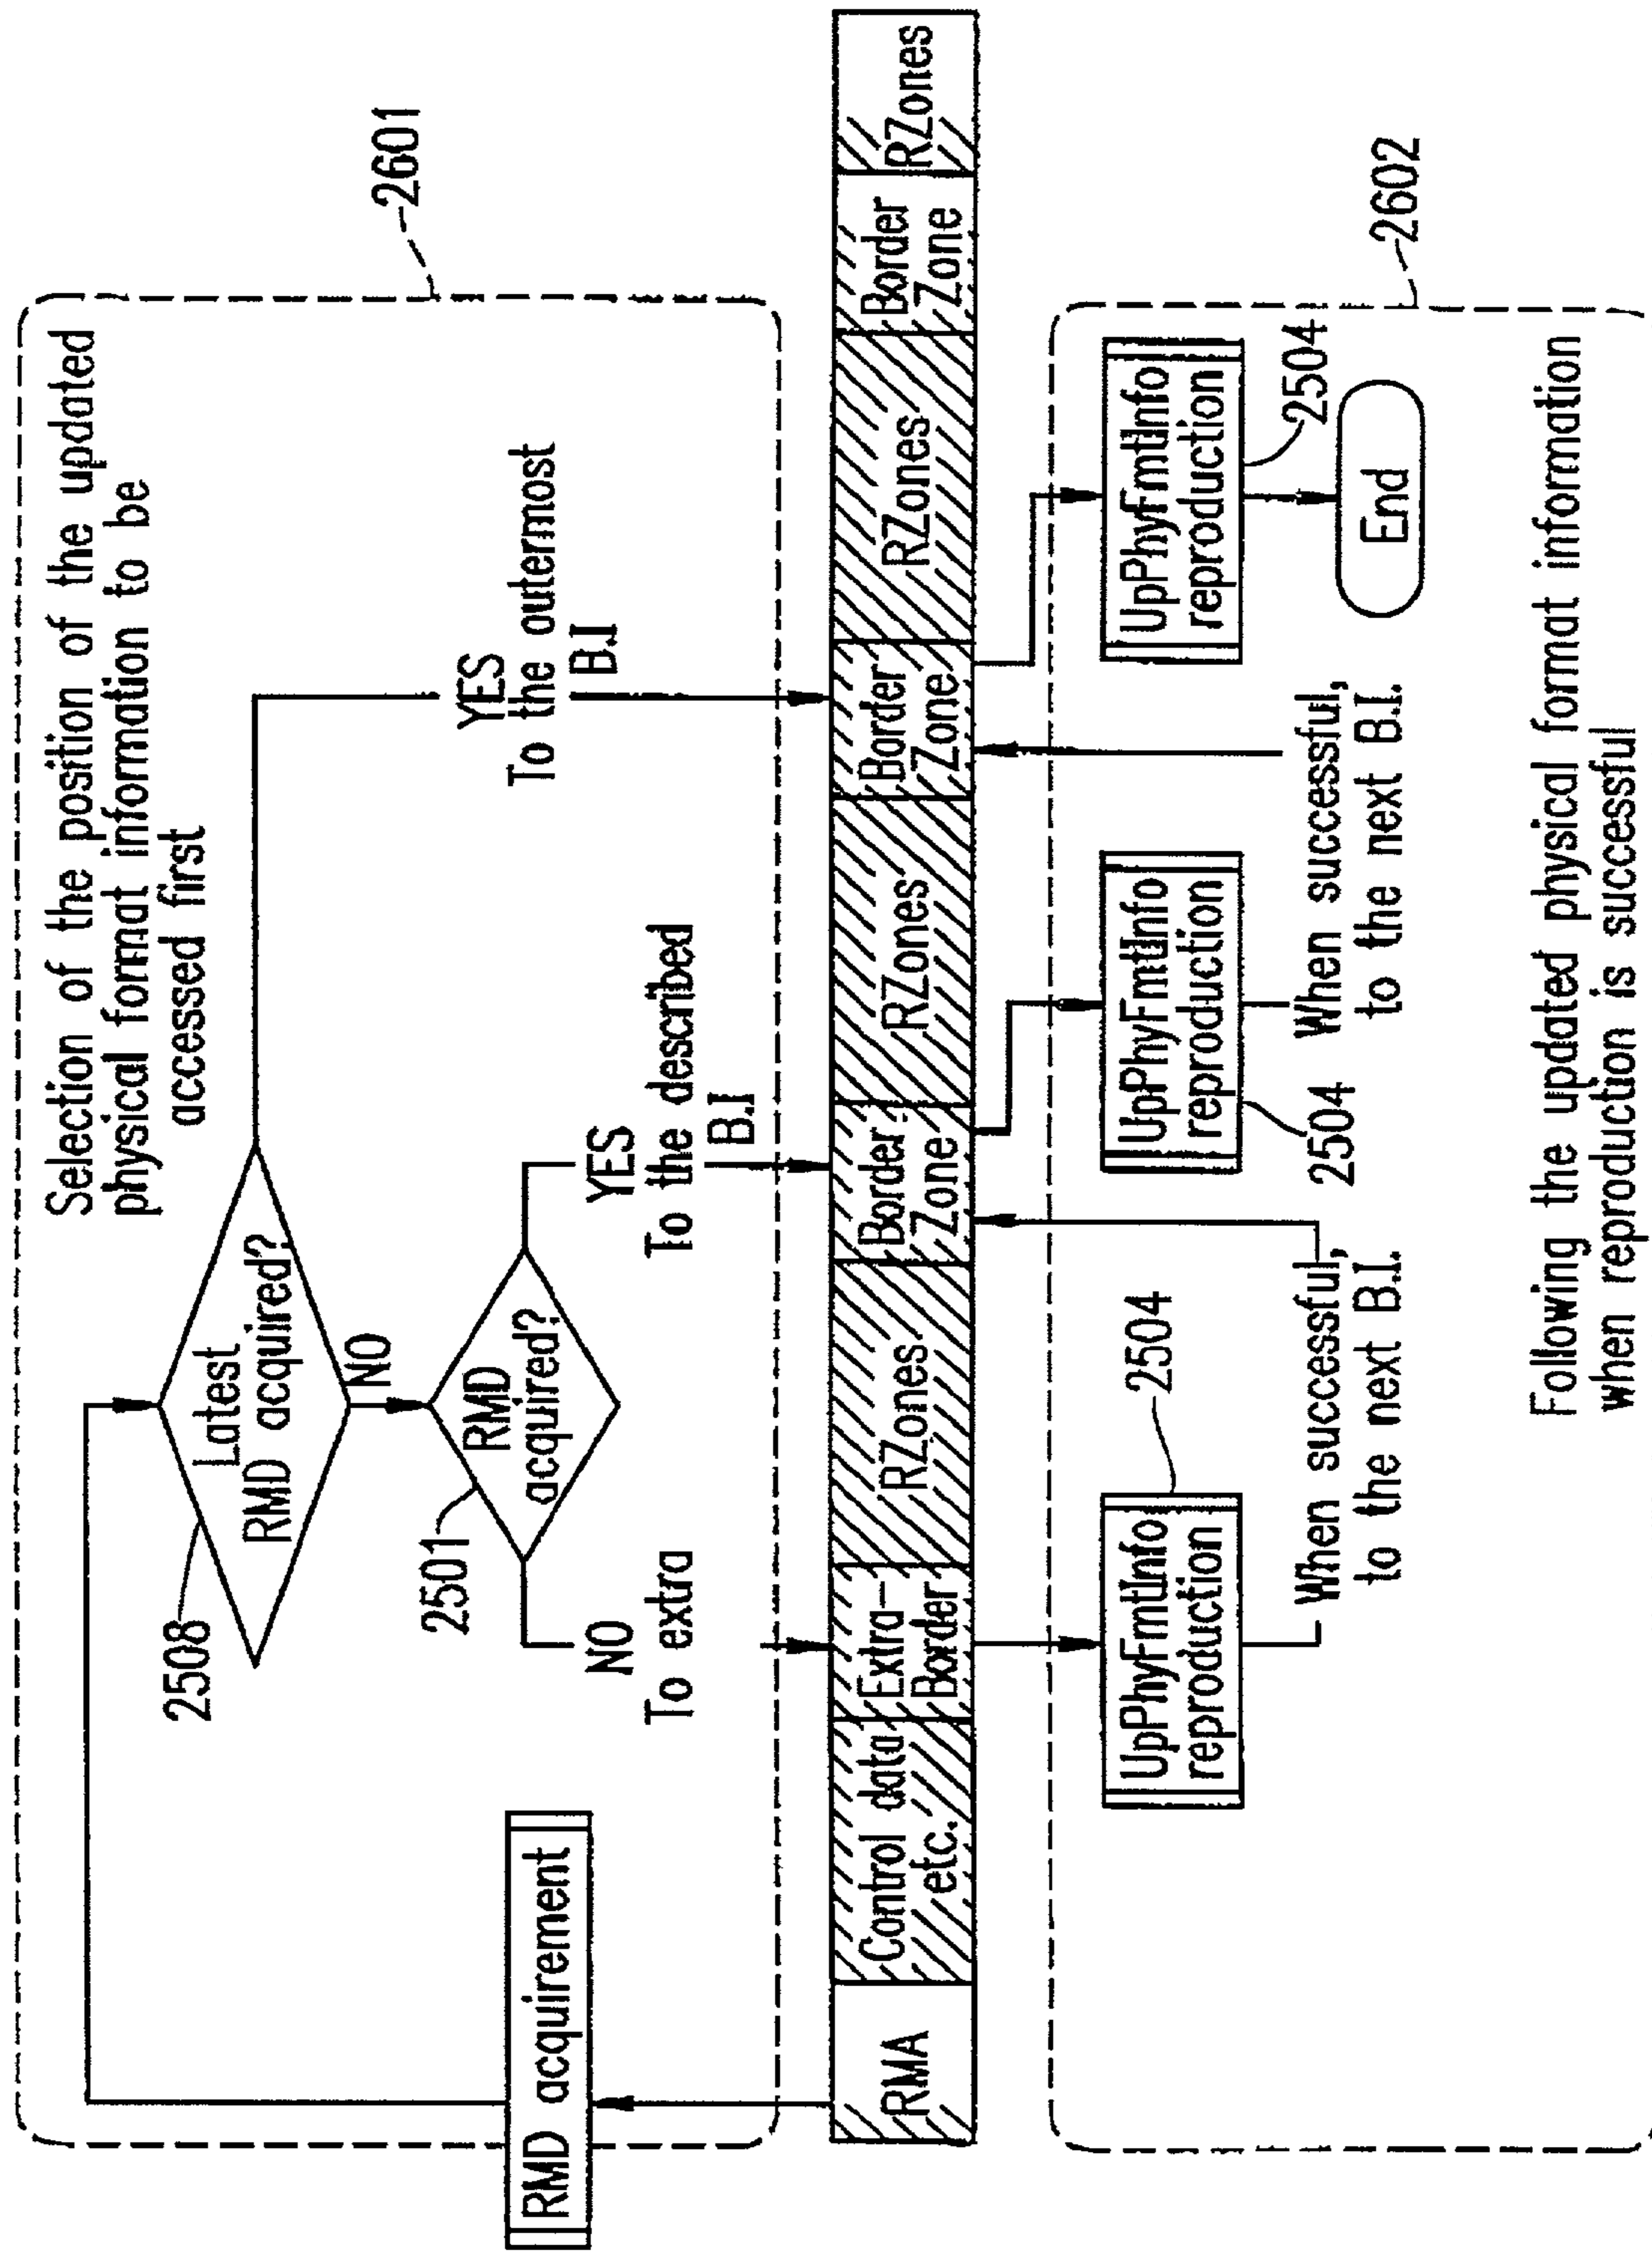 Selection of the position of the updated
physical format information to be
accessed first
2601
2508
Latest
RMD acquired?
NO
YES
To the outermost
B.I
2501
RMD
acquired?
NO
To extra
YES
To the described
B.I
RMD acquirement
RMA
Control data
etc.
Extra-
Border
RZones
Border
Zone
RZones
Border
Zone
RZones
Border
Zone
RZones
2602
UpPhyFmtInfo
reproduction
2504
When successful,
to the next B.I.
UpPhyFmtInfo
reproduction
2504
When successful,
to the next B.I.
UpPhyFmtInfo
reproduction
2504
End
Following the updated physical format information
when reproduction is successful